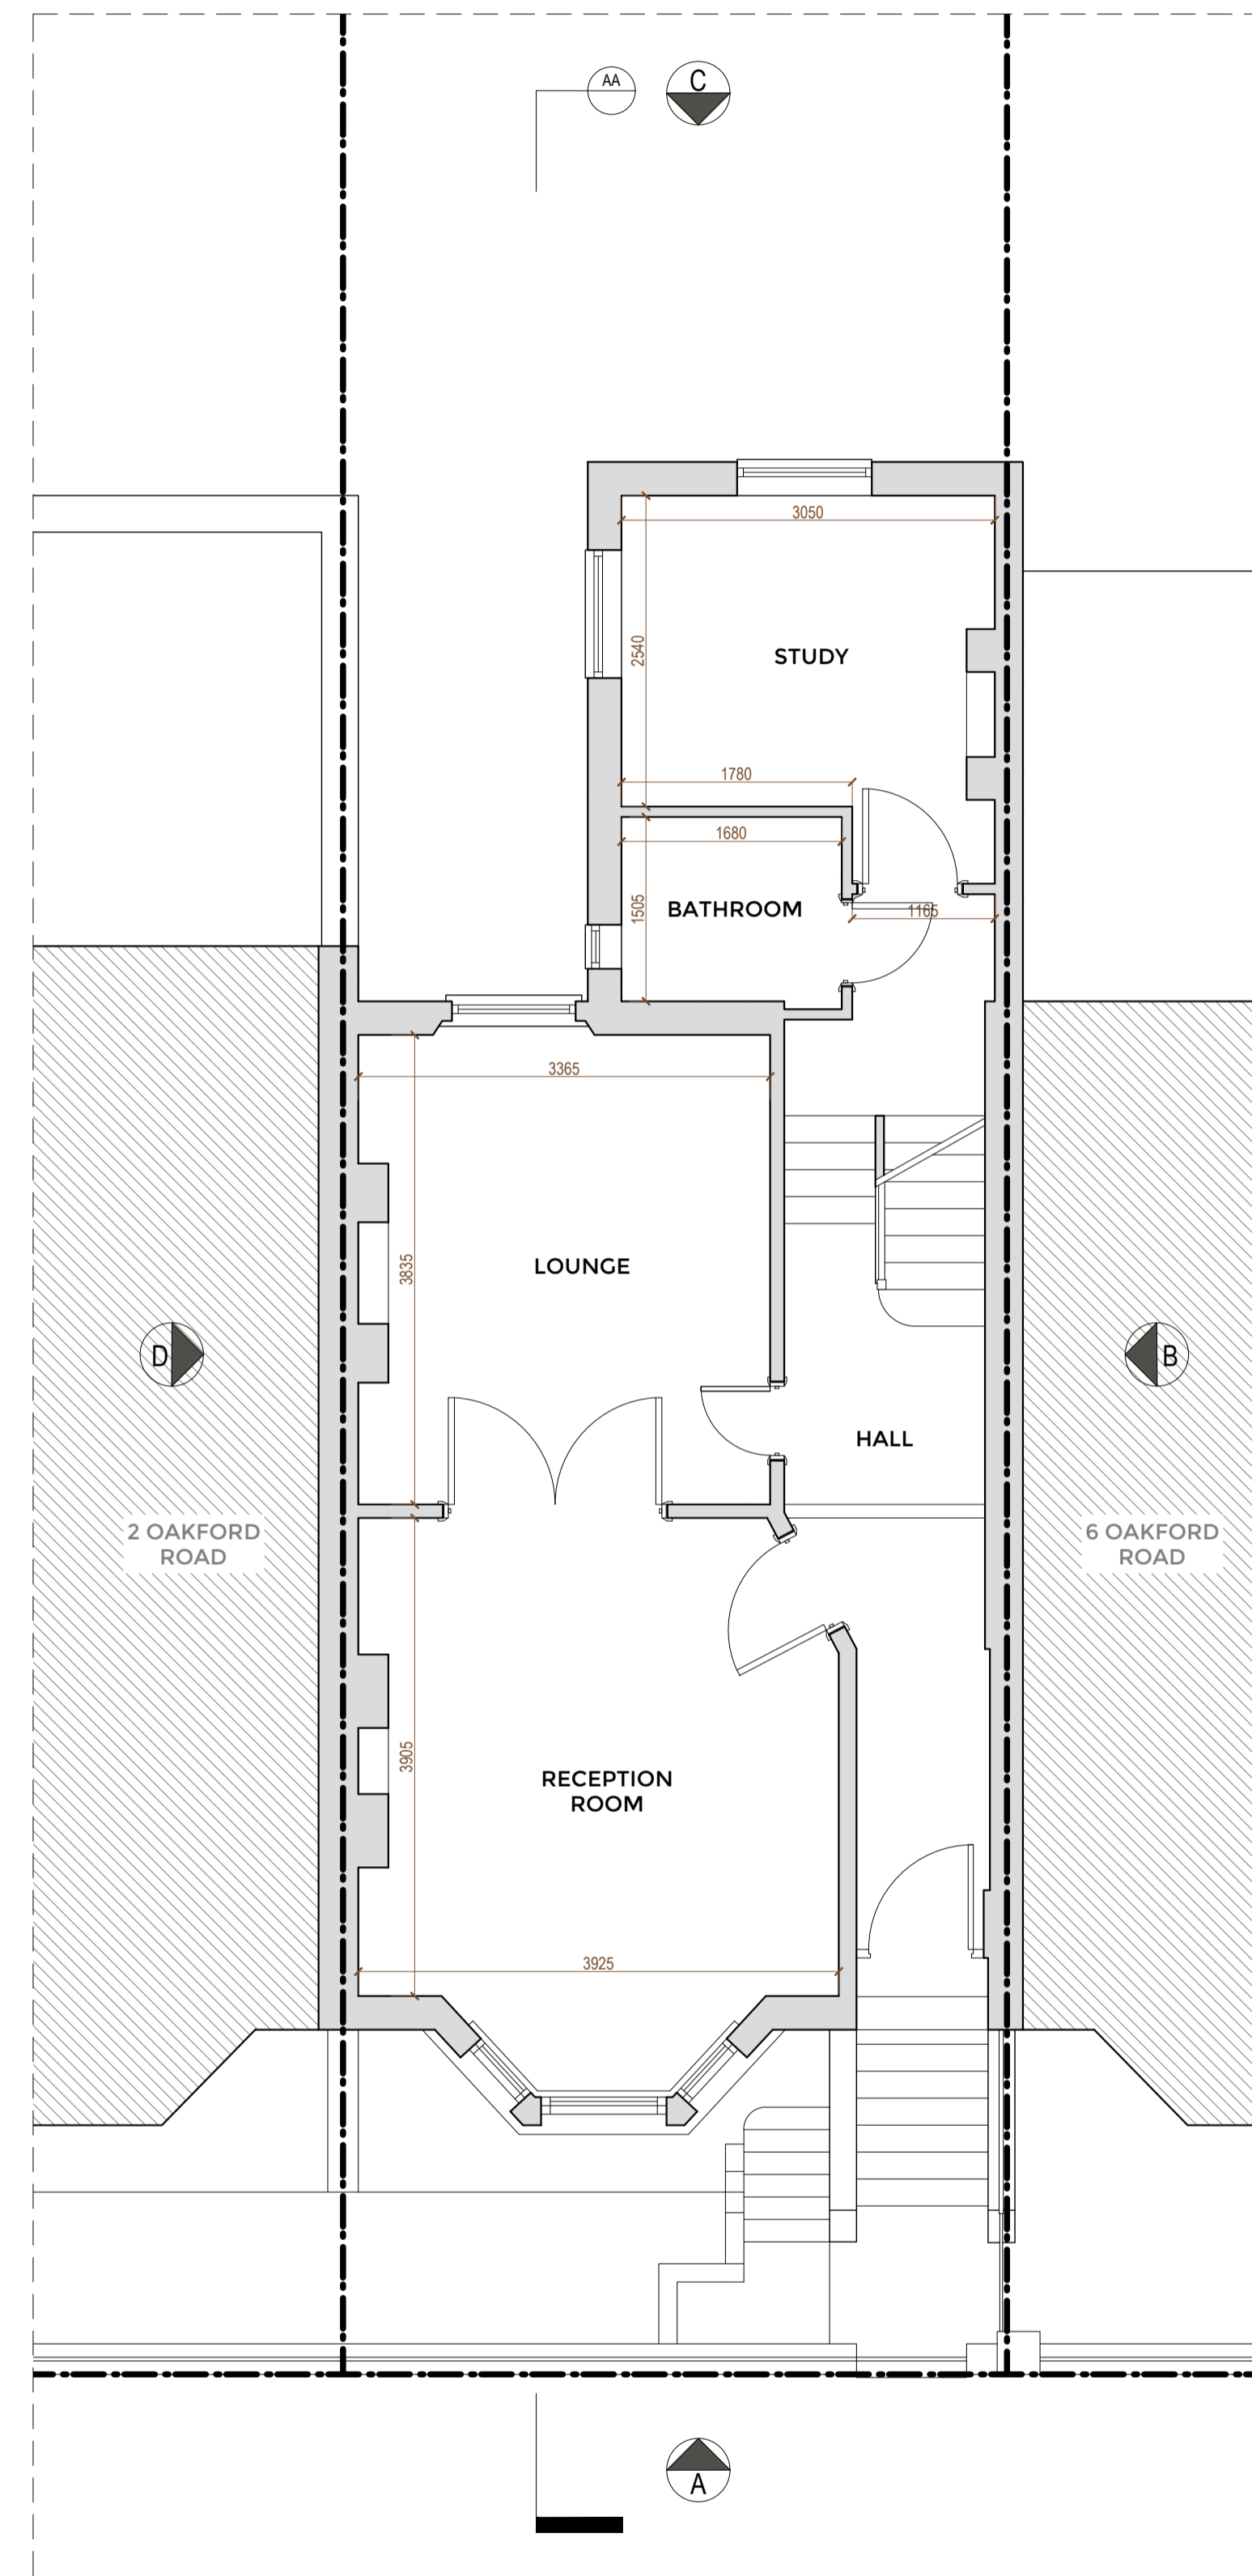 AA
C
3050
2540
STUDY
1780
1680
1505
BATHROOM
1165
3365
3835
LOUNGE
D
B
HALL
2 OAKFORD
ROAD
6 OAKFORD
ROAD
3905
RECEPTION
ROOM
3925
A